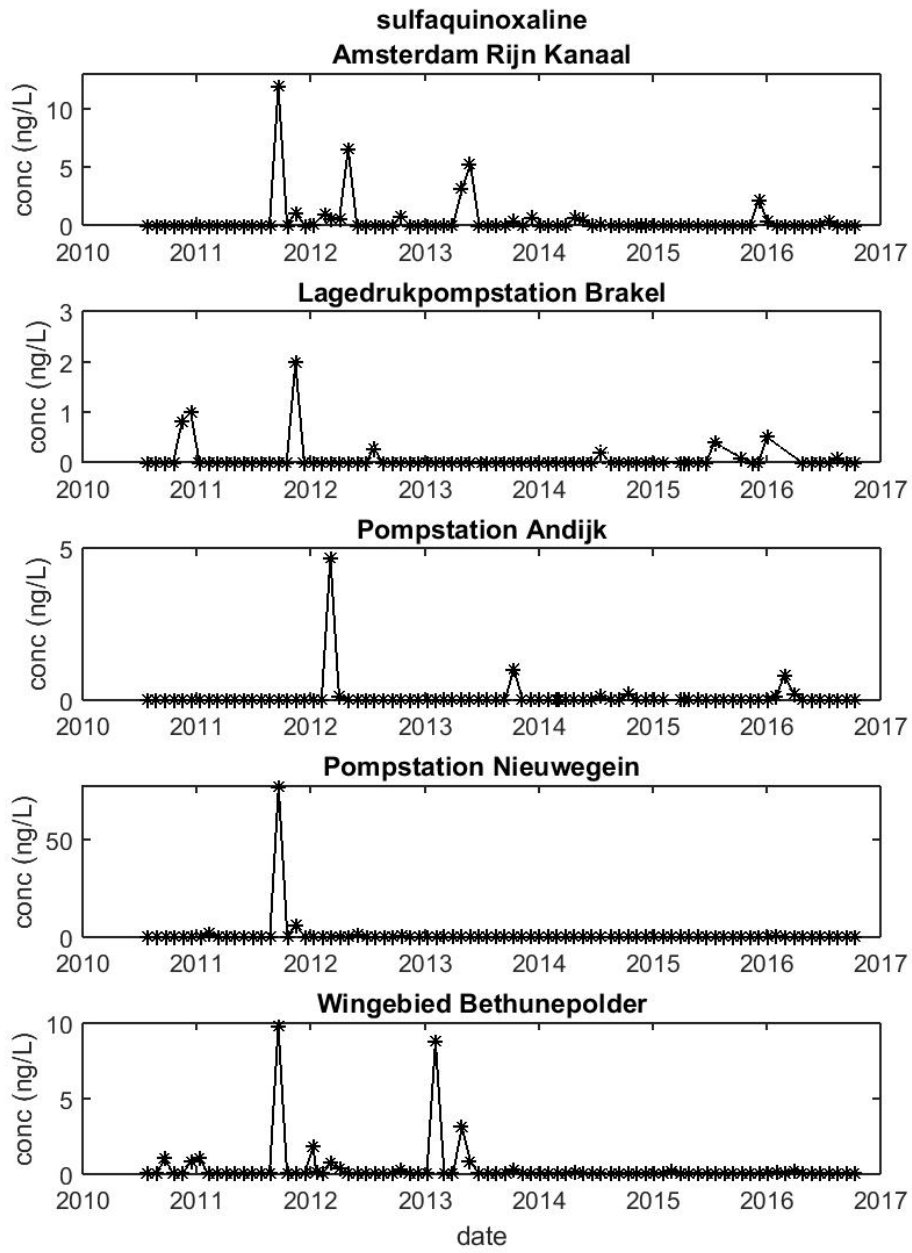 sulfaquinoxaline
Amsterdam Rijn Kanaal
conc (ng/L)
10
5
0
2010 2011 2012 2013 2014 2015 2016 2017
Lagedrukpompstation Brakel
conc (ng/L)
3
2
1
0
2010 2011 2012 2013 2014 2015 2016 2017
Pompstation Andijk
conc (ng/L)
5
0
2010 2011 2012 2013 2014 2015 2016 2017
Pompstation Nieuwegein
conc (ng/L)
50
0
2010 2011 2012 2013 2014 2015 2016 2017
Wingebied Bethunepolder
conc (ng/L)
10
5
0
2010 2011 2012 2013 2014 2015 2016 2017
date